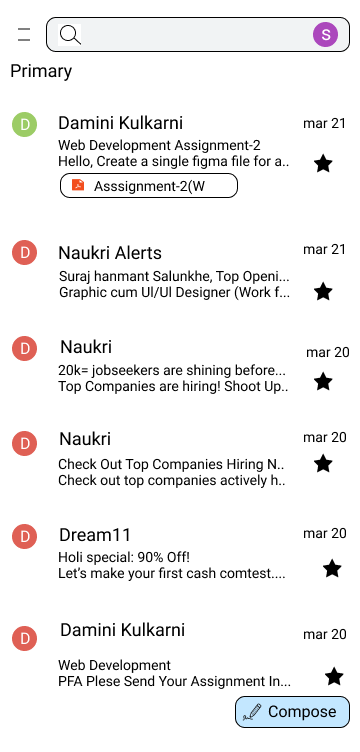 S
Primary
D
Damini Kulkarni
mar 21
Web Development Assignment-2
Hello, Create a single figma file for a..
Asssignment-2(W
D
Naukri Alerts
mar 21
Suraj hanmant Salunkhe, Top Openi...
Graphic cum UI/UI Designer (Work f...
D
Naukri
mar 20
20k= jobseekers are shining before...
Top Companies are hiring! Shoot Up..
D
Naukri
mar 20
Check Out Top Companies Hiring N..
Check out top companies actively h..
D
Dream11
mar 20
Holi special: 90% Off!
Let’s make your first cash comtest....
D
Damini Kulkarni
mar 20
Web Development
PFA Plese Send Your Assignment In...
Compose